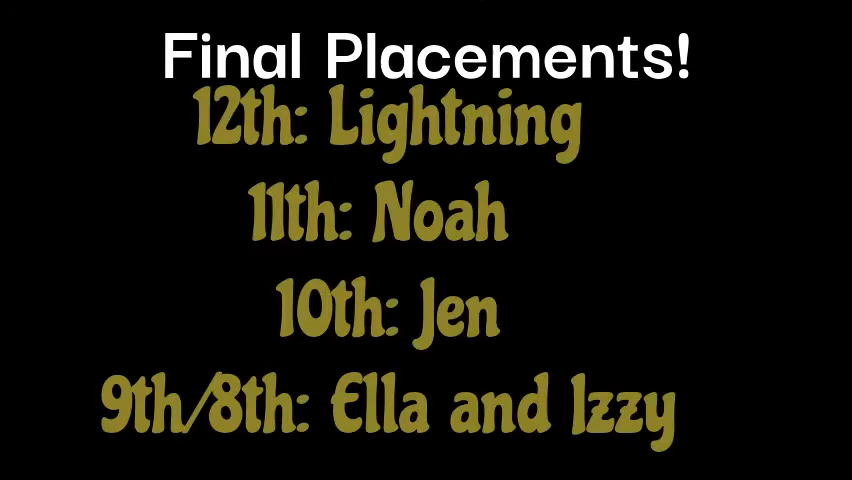 Final Placements!
12th: Lightning
11th: Noah
10th: Jen
9th/8th: Ella and Izzy